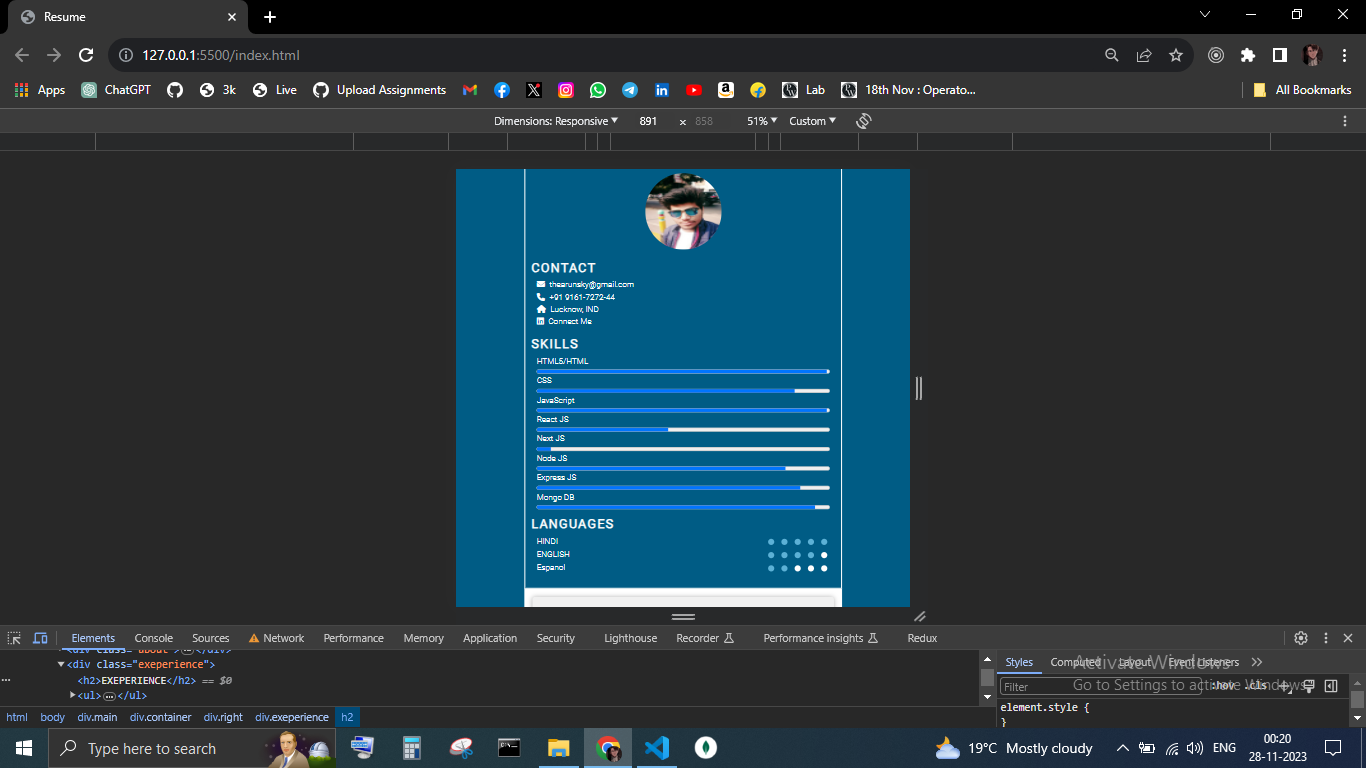 Resume
127.0.0.1:5500/index.html
Apps ChatGPT 3k Live Upload Assignments Lab 18th Nov : Operato... All Bookmarks
Dimensions: Responsive 891 × 858 51% Custom
CONTACT
thearunsky@gmail.com
+91 9161-7272-44
Lucknow, IND
Connect Me
SKILLS
HTML5/HTML
CSS
JavaScript
React JS
Next JS
Node JS
Express JS
Mongo DB
LANGUAGES
HINDI
ENGLISH
Espanol
Elements Console Sources Network Performance Memory Application Security Lighthouse Recorder Performance insights Redux
<div class="about">…</div>
<div class="exeperience">
<h2>EXEPERIENCE</h2> == $0
<ul>…</ul>
html body div.main div.container div.right div.exeperience h2
Styles Computed Layout Event Listeners
Activate Windows
Filter :hov .cls
Go to Settings to activate Windows.
element.style {
}
Type here to search
19°C Mostly cloudy ENG 00:20
28-11-2023